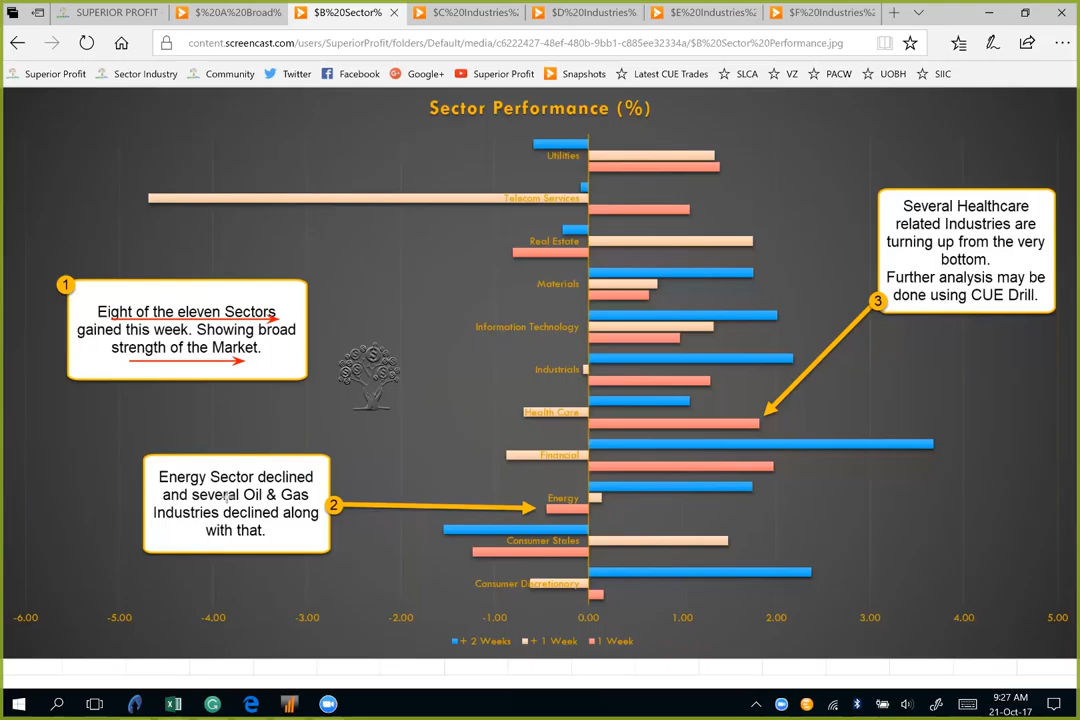 SUPERIOR PROFIT
$%20A%20Broad%
$B%20Sector%
$C%20Industries%
$D%20Industries%
$E%20Industries%
$F%20Industries%
content.screencast.com/users/SuperiorProfit/folders/Default/media/c6222427-48ef-480b-9bb1-c885ee32334a/$B%20Sector%20Performance.jpg
Superior Profit
Sector Industry
Community
Twitter
Facebook
Google+
Superior Profit
Snapshots
Latest CUE Trades
SLCA
VZ
PACW
UOBH
SIIC
Sector Performance (%)
Utilities
Telecom Services
Real Estate
Materials
Information Technology
Industrials
Health Care
Financial
Energy
Consumer Stales
Consumer Discretionary
1
Eight of the eleven Sectors
gained this week. Showing broad
strength of the Market.
Energy Sector declined
and several Oil & Gas
Industries declined along
with that.
2
Several Healthcare
related Industries are
turning up from the very
bottom.
Further analysis may be
done using CUE Drill.
3
-6.00 -5.00 -4.00 -3.00 -2.00 -1.00 0.00 1.00 2.00 3.00 4.00 5.00
+ 2 Weeks + 1 Week 1 Week
9:27 AM
21-Oct-17